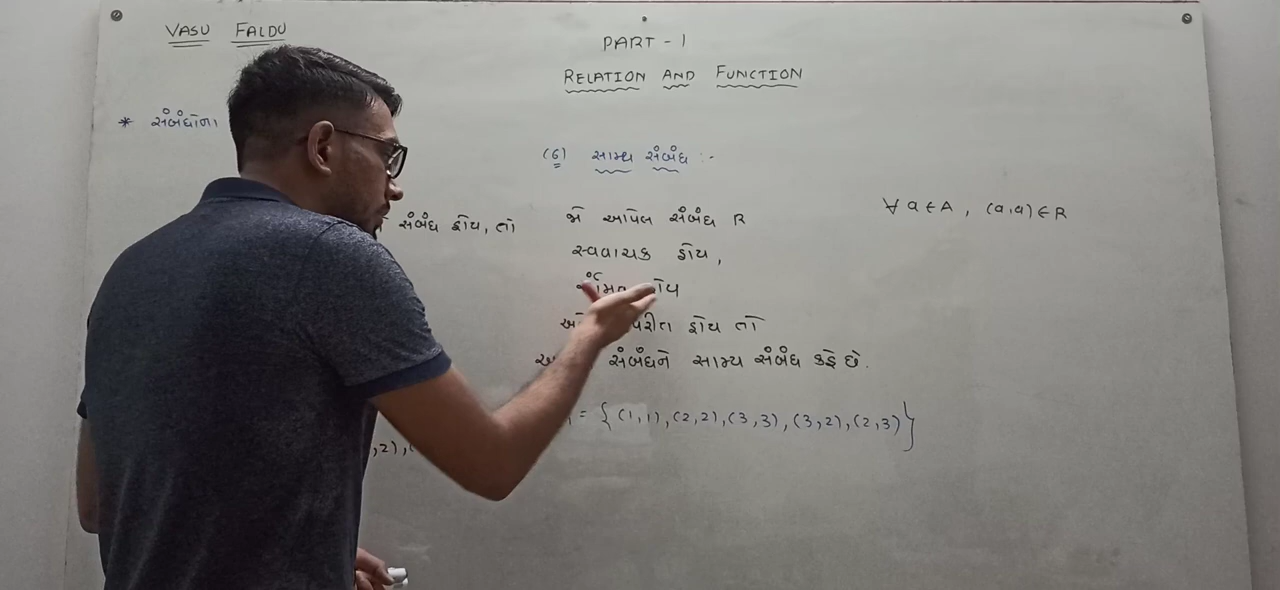 VASU FALDU
PART - 1
RELATION AND FUNCTION
* સંબંધોના
(6) સામ્ય સંબંધ :-
સંબંધ હોય, તો
જો આપેલ સંબંધ R
સ્વવાચક હોય,
હોય તો
સંબંધને સામ્ય સંબંધ કહે છે.
∀ a ∈ A , (a,a) ∈ R
= {(1,1),(2,2),(3,3),(3,2),(2,3)}
,2),(